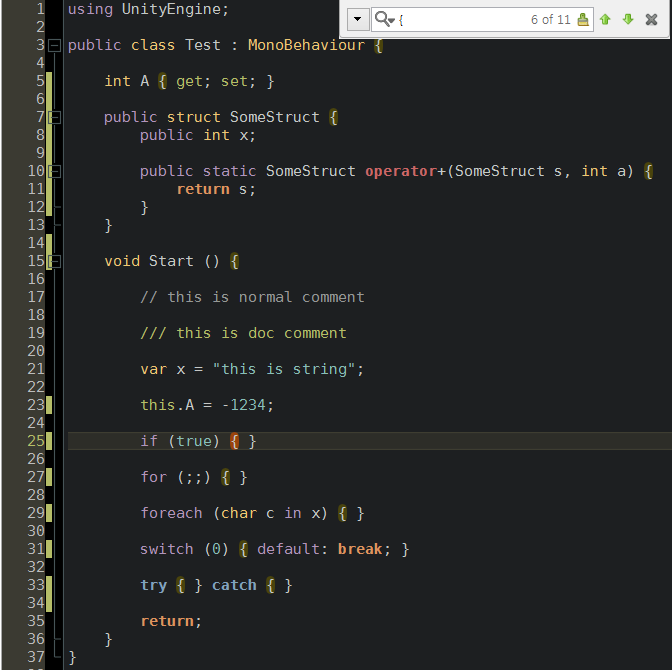 { 6 of 11
1 using UnityEngine;
2
3 public class Test : MonoBehaviour {
4
5     int A { get; set; }
6
7     public struct SomeStruct {
8         public int x;
9
10         public static SomeStruct operator+(SomeStruct s, int a) {
11             return s;
12         }
13     }
14
15     void Start () {
16
17         // this is normal comment
18
19         /// this is doc comment
20
21         var x = "this is string";
22
23         this.A = -1234;
24
25         if (true) { }
26
27         for (;;) { }
28
29         foreach (char c in x) { }
30
31         switch (0) { default: break; }
32
33         try { } catch { }
34
35         return;
36     }
37 }